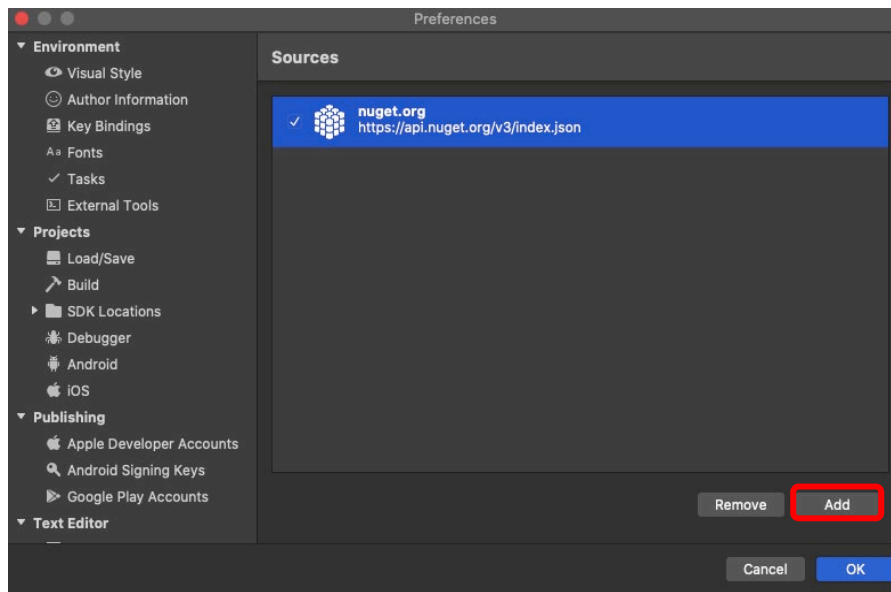 Preferences
Environment
Visual Style
Author Information
Key Bindings
Aa Fonts
Tasks
External Tools
Projects
Load/Save
Build
SDK Locations
Debugger
Android
iOS
Publishing
Apple Developer Accounts
Android Signing Keys
Google Play Accounts
Text Editor
Sources
nuget.org
https://api.nuget.org/v3/index.json
Remove
Add
Cancel
OK